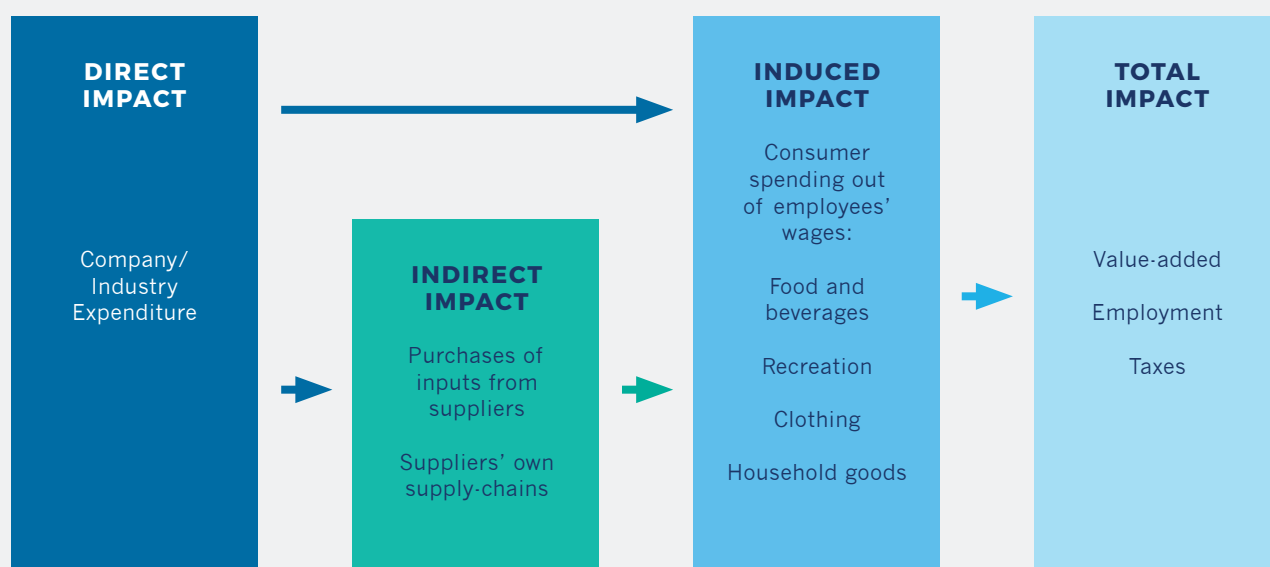 DIRECT
IMPACT
Company/
Industry
Expenditure
INDIRECT
IMPACT
Purchases of
inputs from
suppliers
Suppliers’ own
supply-chains
INDUCED
IMPACT
Consumer
spending out
of employees’
wages:
Food and
beverages
Recreation
Clothing
Household goods
TOTAL
IMPACT
Value-added
Employment
Taxes